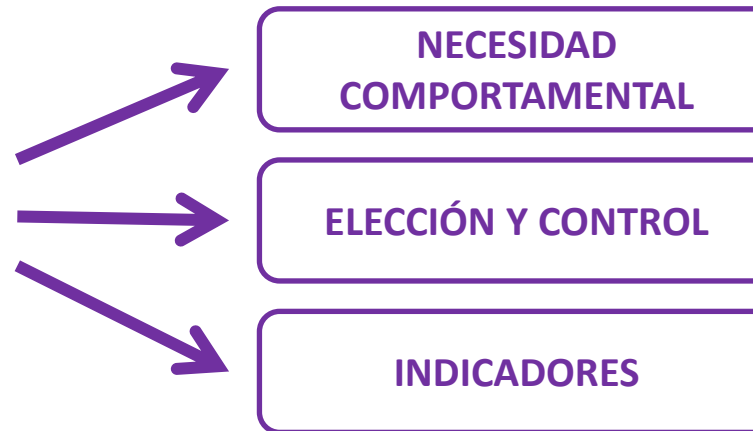 NECESIDAD
COMPORTAMENTAL
ELECCIÓN Y CONTROL
INDICADORES